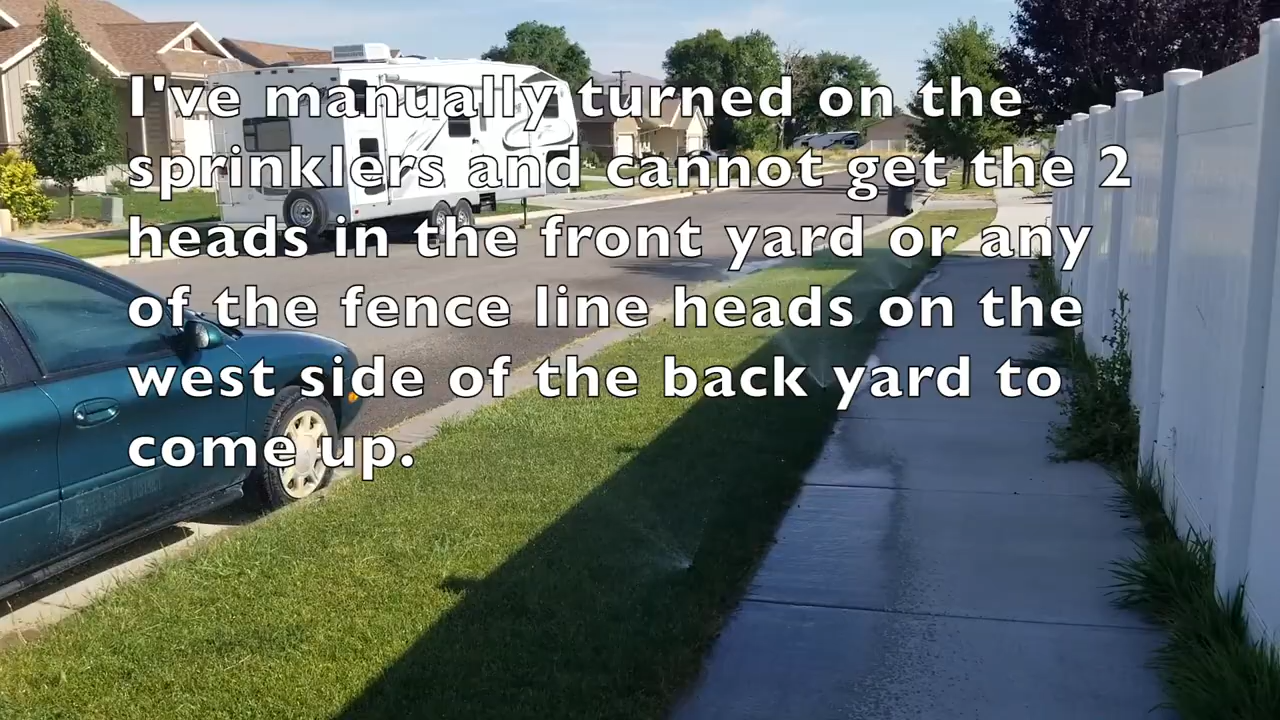 I've manually turned on the
sprinklers and cannot get the 2
heads in the front yard or any
of the fence line heads on the
west side of the back yard to
come up.